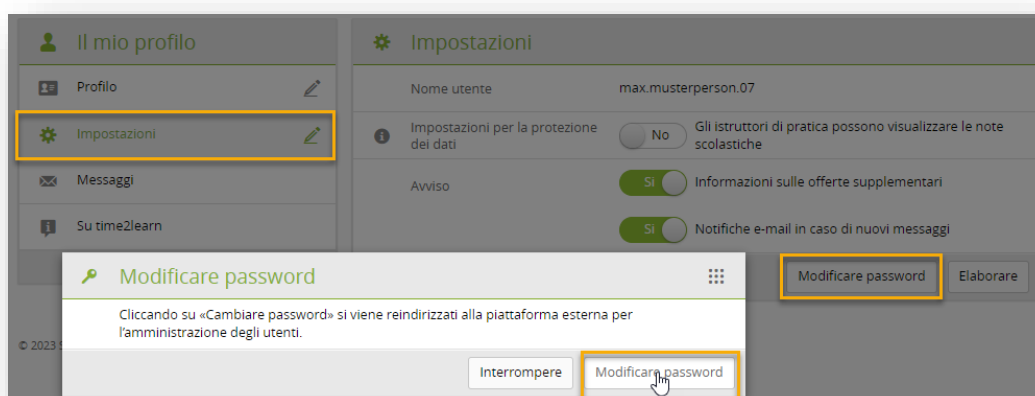 Il mio profilo
Profilo
Impostazioni
Messaggi
Su time2learn
Impostazioni
Nome utente
max.musterperson.07
Impostazioni per la protezione
dei dati
No
Gli istruttori di pratica possono visualizzare le note
scolastiche
Avviso
Sì
Informazioni sulle offerte supplementari
Sì
Notifiche e-mail in caso di nuovi messaggi
Modificare password
Elaborare
Modificare password
Cliccando su «Cambiare password» si viene reindirizzati alla piattaforma esterna per
l'amministrazione degli utenti.
Interrompere
Modificare password
© 2023